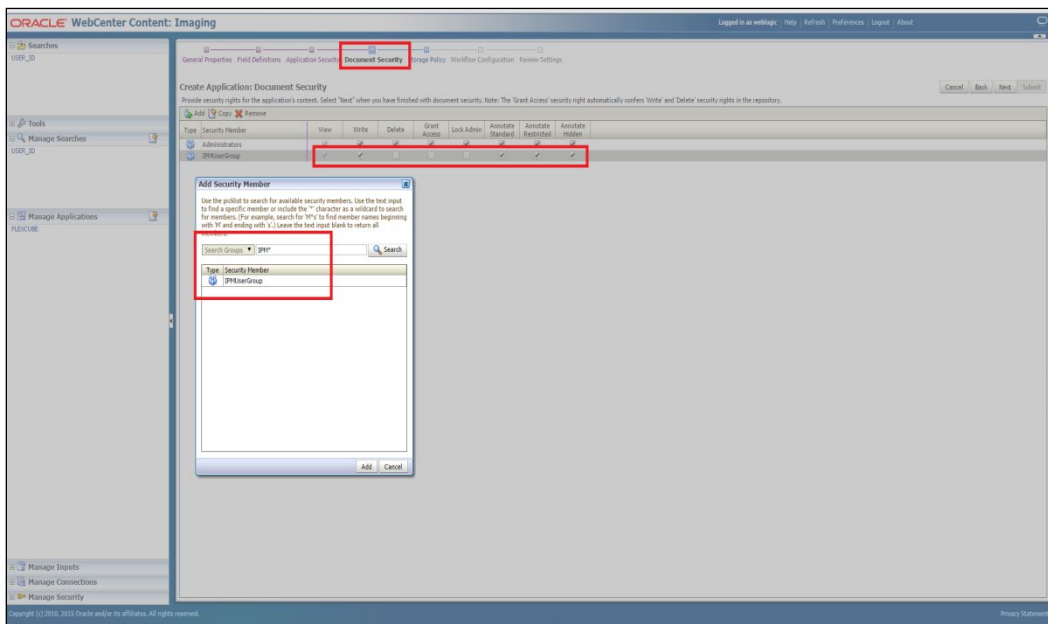 ORACLE WebCenter Content: Imaging
Logged in as weblogic Help Refresh Preferences Logout About
Searches
USER_ID
General Properties Field Definitions Application Security Document Security Storage Policy Workflow Configuration Review Settings
Create Application: Document Security
Cancel Back Next Submit
Provide security rights for the application's content. Select "Next" when you have finished with document security. Note: The 'Grant Access' security right automatically confers 'Write' and 'Delete' security rights in the repository.
Add Copy Remove
Type Security Member View Write Delete Grant Access Lock Admin Annotate Standard Annotate Restricted Annotate Hidden
Administrators
IPMUserGroup
Tools
Manage Searches
USER_ID
Manage Applications
FLEXCUBE
Add Security Member
Use the picklist to search for available security members. Use the text input
to find a specific member or include the '*' character as a wildcard to search
for members. (For example, search for 'M*s' to find member names beginning
with 'M' and ending with 's'.) Leave the text input blank to return all
Search Groups IPM* Search
Type Security Member
IPMUserGroup
Add Cancel
Manage Inputs
Manage Connections
Manage Security
Copyright (c) 2010, 2015 Oracle and/or its affiliates. All rights reserved.
Privacy Statement